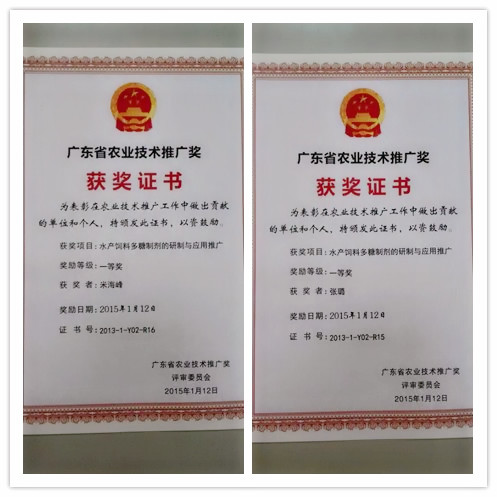 广东省农业技术推广奖
获奖证书
为表彰在农业技术推广工作中做出贡献
的单位和个人，特颁发此证书、以资鼓励。
获奖项目：水产饲料多糖制剂的研制与应用推广
奖励等级：一等奖
获奖者：宋海峰
奖励日期：2015年1月12日
证书号：2013-1-Y02-R16
广东省农业技术推广奖
评审委员会
2015年1月12日
广东省农业技术推广奖
获奖证书
为表彰在农业技术推广工作中做出贡献
的单位和个人，特颁发此证书、以资鼓励。
获奖项目：水产饲料多糖制剂的研制与应用推广
奖励等级：一等奖
获奖者：张璐
奖励日期：2015年1月12日
证书号：2013-1-Y02-R15
广东省农业技术推广奖
评审委员会
2015年1月12日